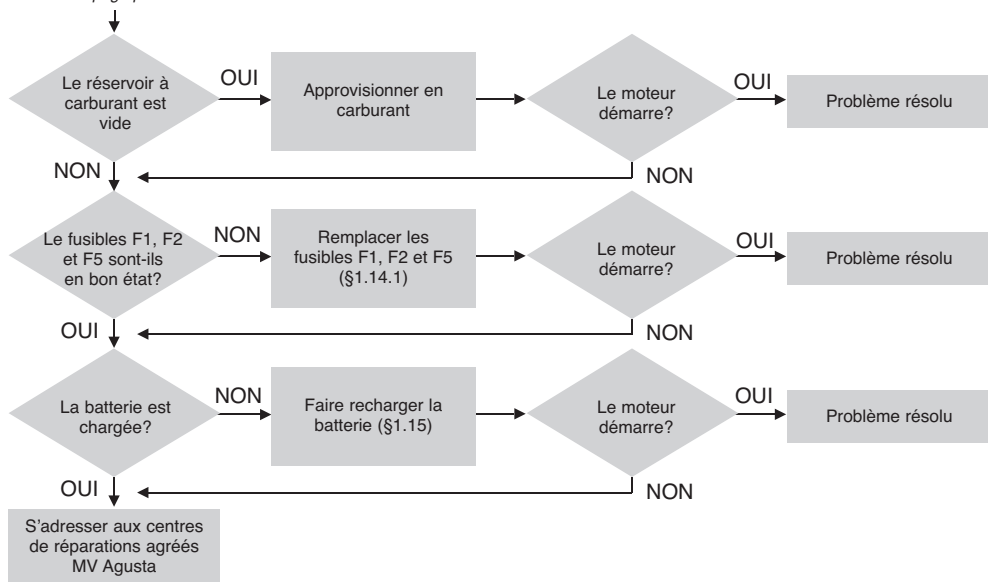 Le réservoir à
carburant est
vide
OUI
Approvisionner en
carburant
Le moteur
démarre?
OUI
Problème résolu
NON
NON
Le fusibles F1, F2
et F5 sont-ils
en bon état?
NON
Remplacer les
fusibles F1, F2 et F5
(§1.14.1)
Le moteur
démarre?
OUI
Problème résolu
OUI
NON
La batterie est
chargée?
NON
Faire recharger la
batterie (§1.15)
Le moteur
démarre?
OUI
Problème résolu
OUI
NON
S'adresser aux centres
de réparations agréés
MV Agusta